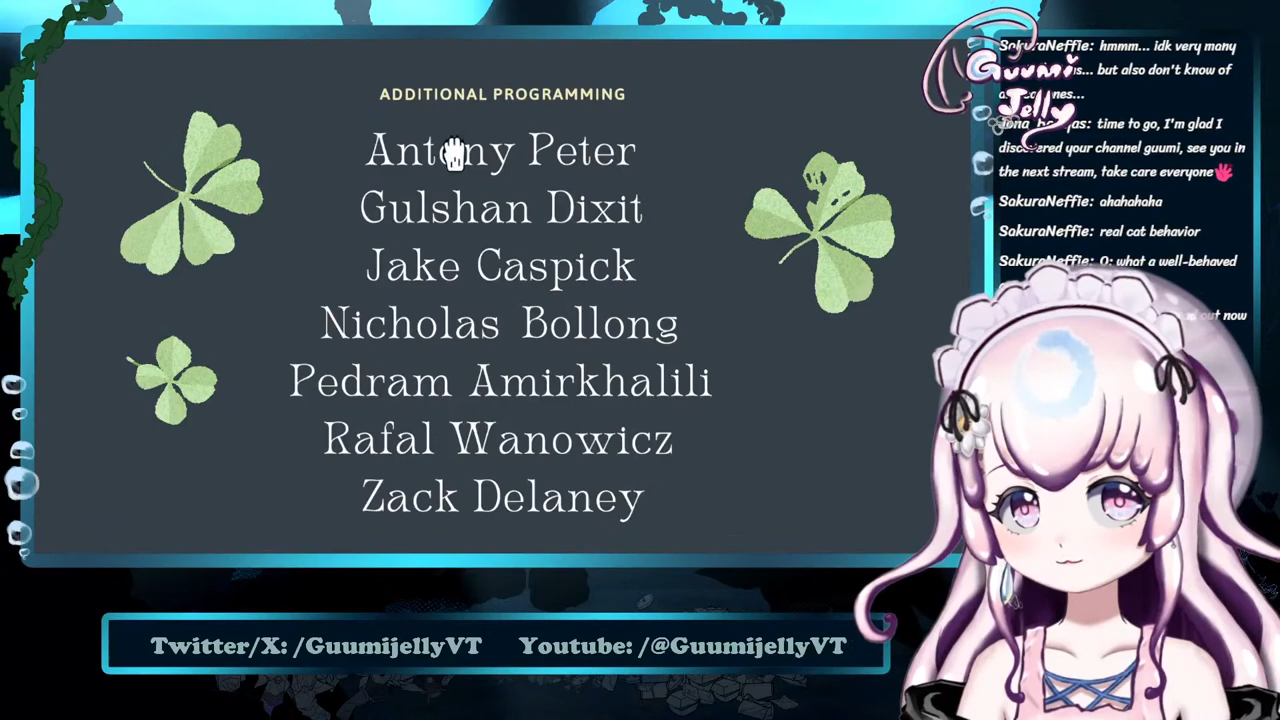 ADDITIONAL PROGRAMMING
Antony Peter
Gulshan Dixit
Jake Caspick
Nicholas Bollong
Pedram Amirkhalili
Rafal Wanowicz
Zack Delaney
Guumi
Jelly
SakuraNeffie: hmmm... idk very many
but also don't know of
time to go, I'm glad I
discovered your channel guumi, see you in
the next stream, take care everyone
SakuraNeffie: ahahahaha
SakuraNeffie: real cat behavior
SakuraNeffie: O: what a well-behaved
out now
Twitter/X: /GuumijellyVT
Youtube: /@GuumijellyVT